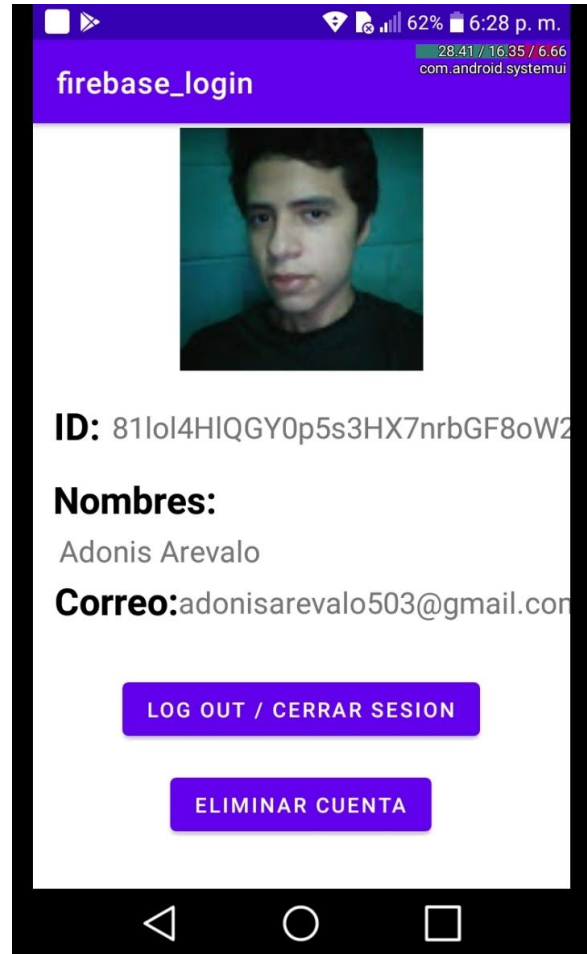 62% 6:28 p. m.
28.41 / 16.35 / 6.66
com.android.systemui
firebase_login
ID: 81lol4HlQGY0p5s3HX7nrbGF8oW2
Nombres:
Adonis Arevalo
Correo:adonisarevalo503@gmail.com
LOG OUT / CERRAR SESION
ELIMINAR CUENTA